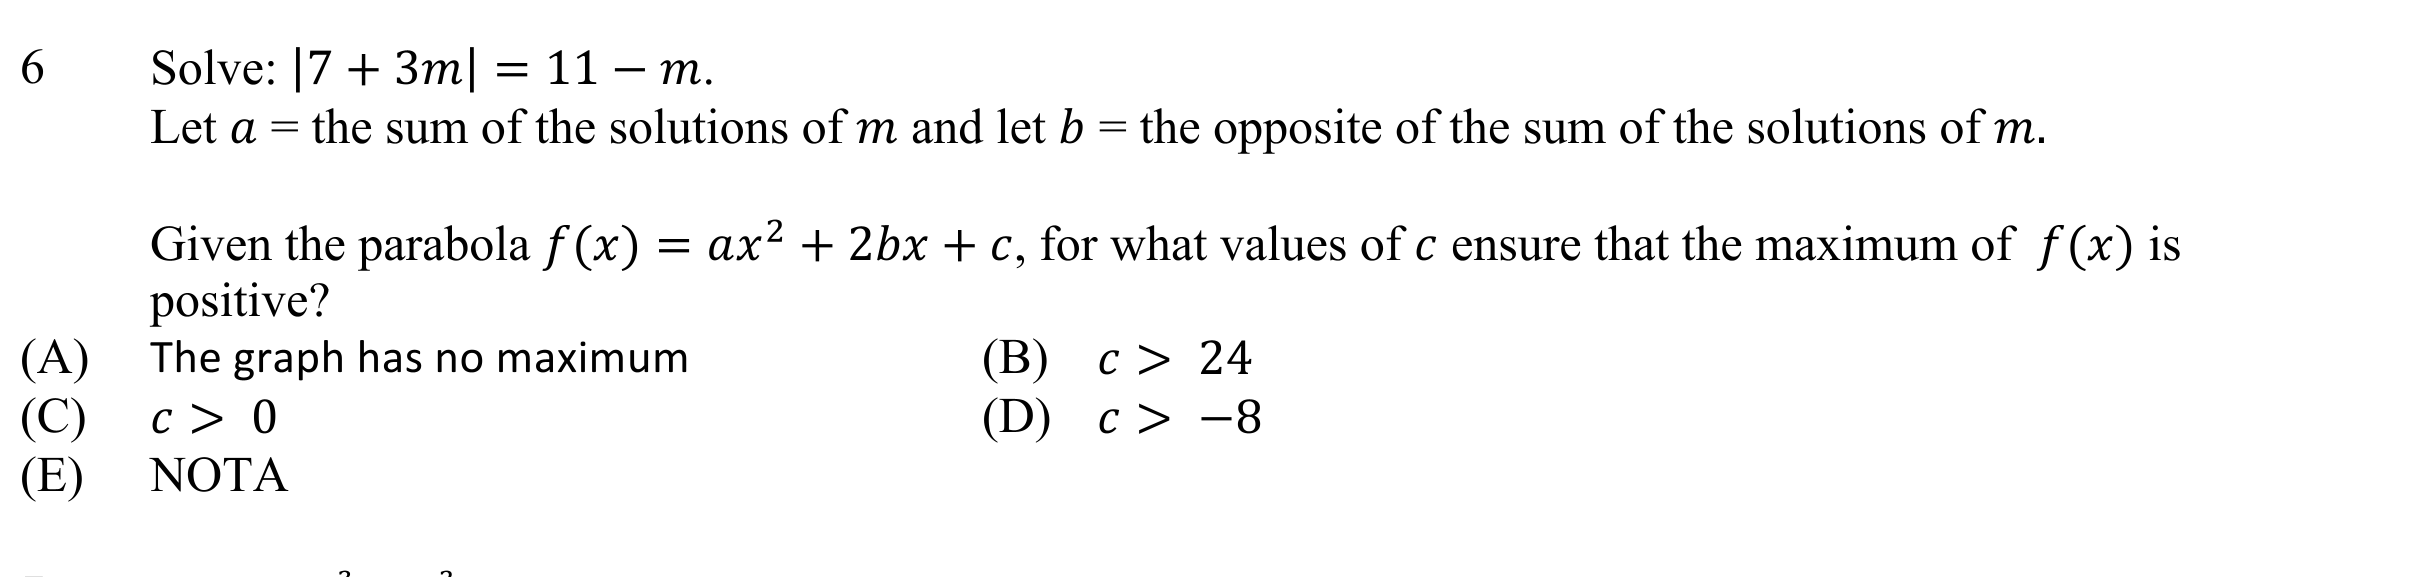 6 Solve: |7 + 3m| = 11 − m.
Let a = the sum of the solutions of m and let b = the opposite of the sum of the solutions of m.
Given the parabola f(x) = ax² + 2bx + c, for what values of c ensure that the maximum of f(x) is
positive?
(A) The graph has no maximum (B) c > 24
(C) c > 0 (D) c > −8
(E) NOTA